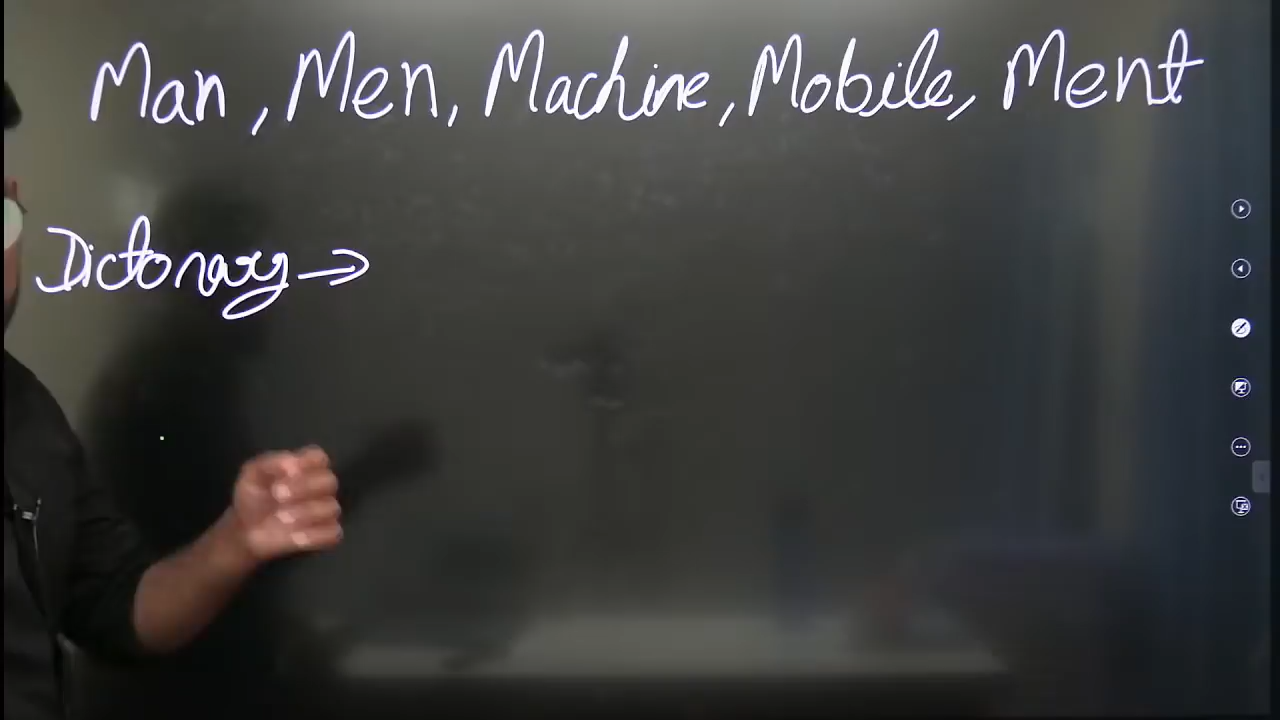 Man, Men, Machine, Mobile, Ment
Dictonary →